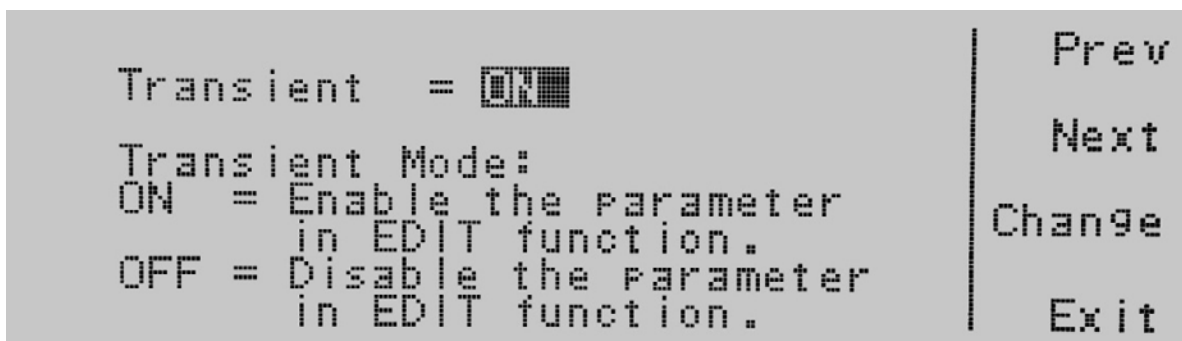 Transient = ON
Transient Mode:
ON = Enable the parameter
in EDIT function.
OFF = Disable the parameter
in EDIT function.
Prev
Next
Change
Exit